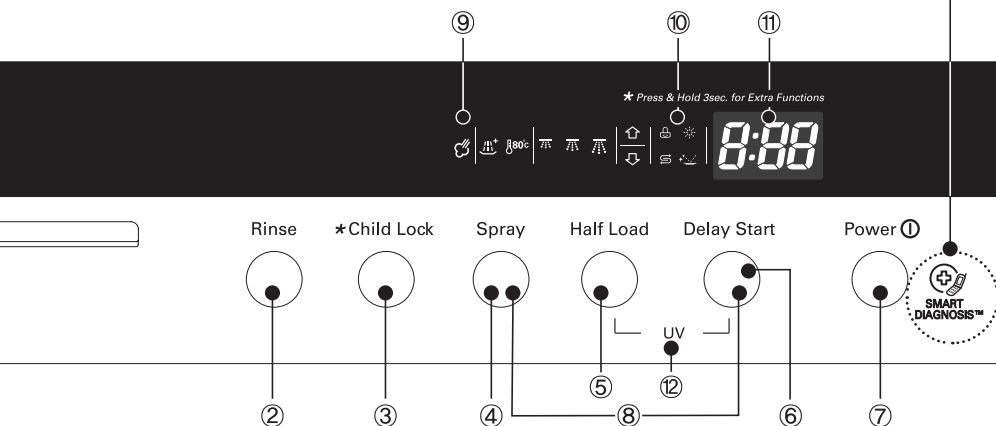 ⑨ ⑩ ⑪
* Press & Hold 3sec. for Extra Functions
80℃ 8:88
Rinse *Child Lock Spray Half Load Delay Start Power
SMART
DIAGNOSIS™
UV
② ③ ④ ⑤ ⑫ ⑧ ⑥ ⑦